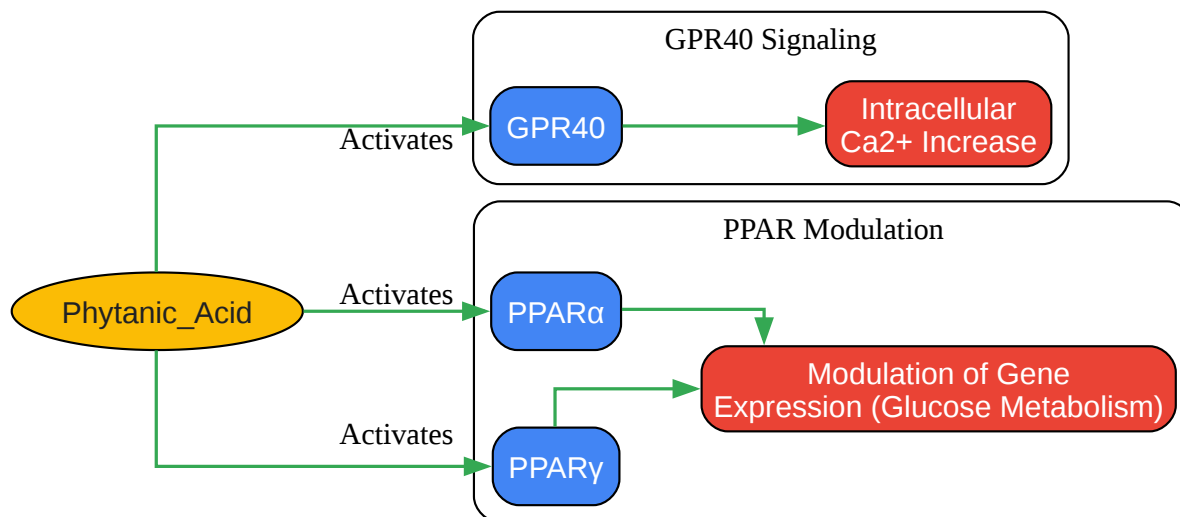 GPR40 Signaling
GPR40
Intracellular
Ca2+ Increase
Activates
PPAR Modulation
Activates
PPARα
Phytanic_Acid
Modulation of Gene
Expression (Glucose Metabolism)
Activates
PPARγ